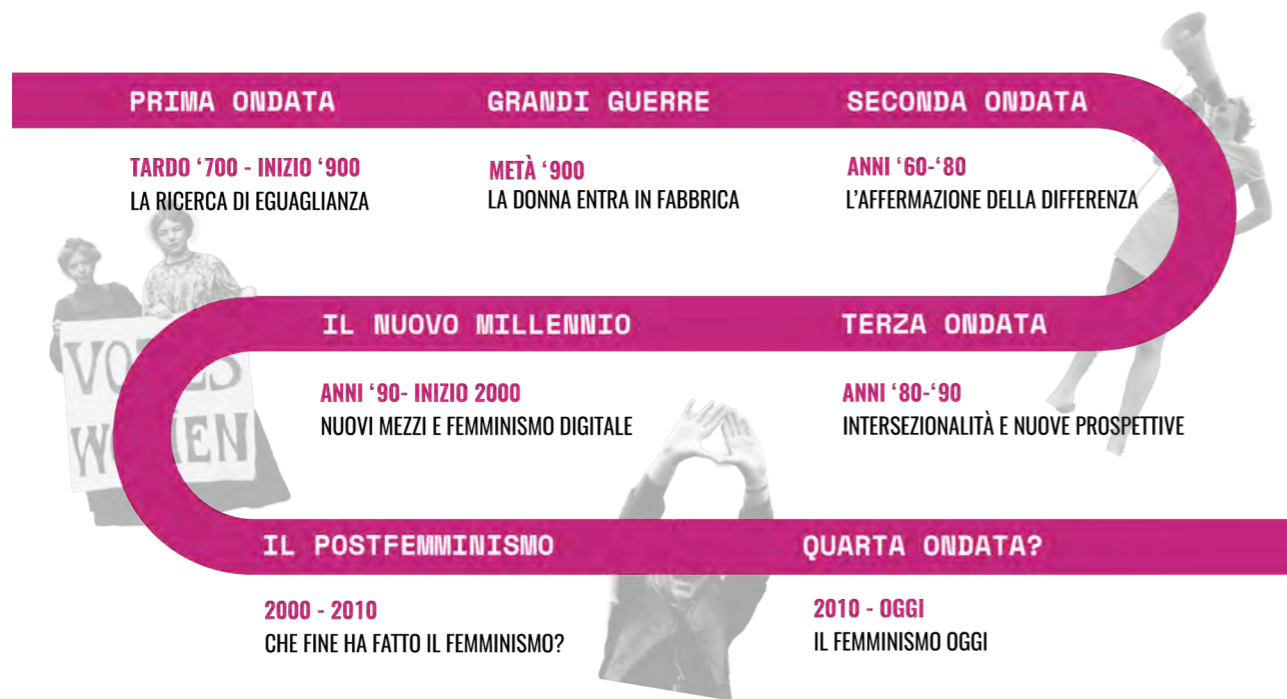 PRIMA ONDATA
TARDO ‘700 - INIZIO ‘900
LA RICERCA DI EGUAGLIANZA
GRANDI GUERRE
METÀ ‘900
LA DONNA ENTRA IN FABBRICA
SECONDA ONDATA
ANNI ‘60-‘80
L’AFFERMAZIONE DELLA DIFFERENZA
TERZA ONDATA
ANNI ‘80-‘90
INTERSEZIONALITÀ E NUOVE PROSPETTIVE
IL NUOVO MILLENNIO
ANNI ‘90- INIZIO 2000
NUOVI MEZZI E FEMMINISMO DIGITALE
IL POSTFEMMINISMO
2000 - 2010
CHE FINE HA FATTO IL FEMMINISMO?
QUARTA ONDATA?
2010 - OGGI
IL FEMMINISMO OGGI